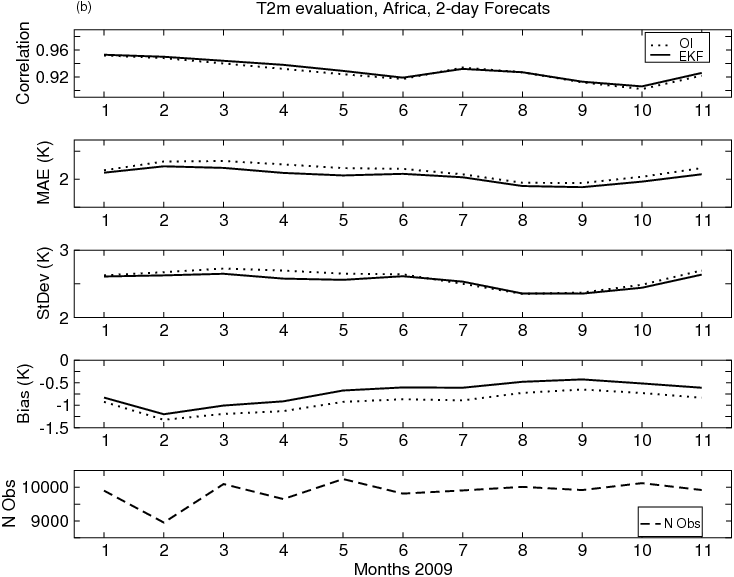 (b)
T2m evaluation, Africa, 2-day Forecats
Correlation
0.96
0.92
OI
EKF
1 2 3 4 5 6 7 8 9 10 11
MAE (K)
2
1 2 3 4 5 6 7 8 9 10 11
StDev (K)
3
2
1 2 3 4 5 6 7 8 9 10 11
Bias (K)
0
-0.5
-1
-1.5
1 2 3 4 5 6 7 8 9 10 11
N Obs
10000
9000
N Obs
1 2 3 4 5 6 7 8 9 10 11
Months 2009